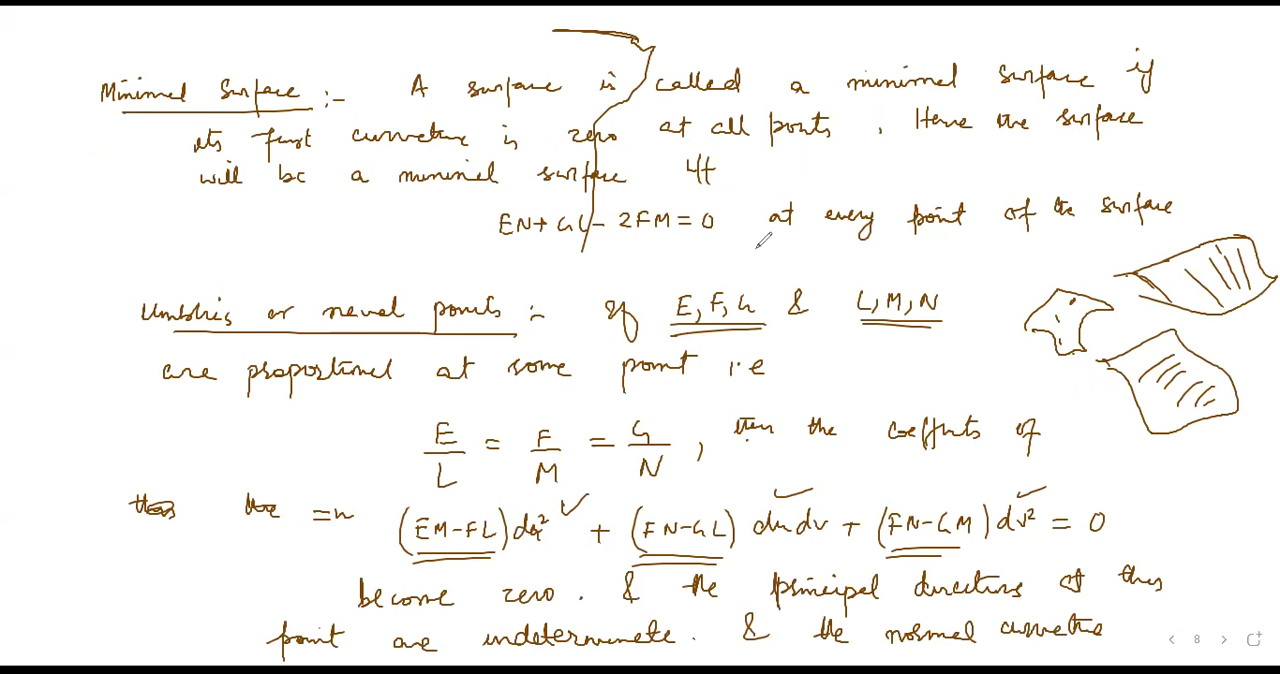 Minimal Surface :- A surface is called a minimal surface if
its first curvature is zero at all points. Hence the surface
will be a minimal surface iff
EN + GL - 2FM = 0 at every point of the surface
Umbilics or navel points :- If E, F, G & L, M, N
are proportional at some point i.e
E/L = F/M = G/N, then the coefficients of
the =n (EM-FL)du² + (EN-GL) du dv + (FN-GM) dv² = 0
become zero. & the principal directions at this
point are indeterminate. & the normal curvature
8